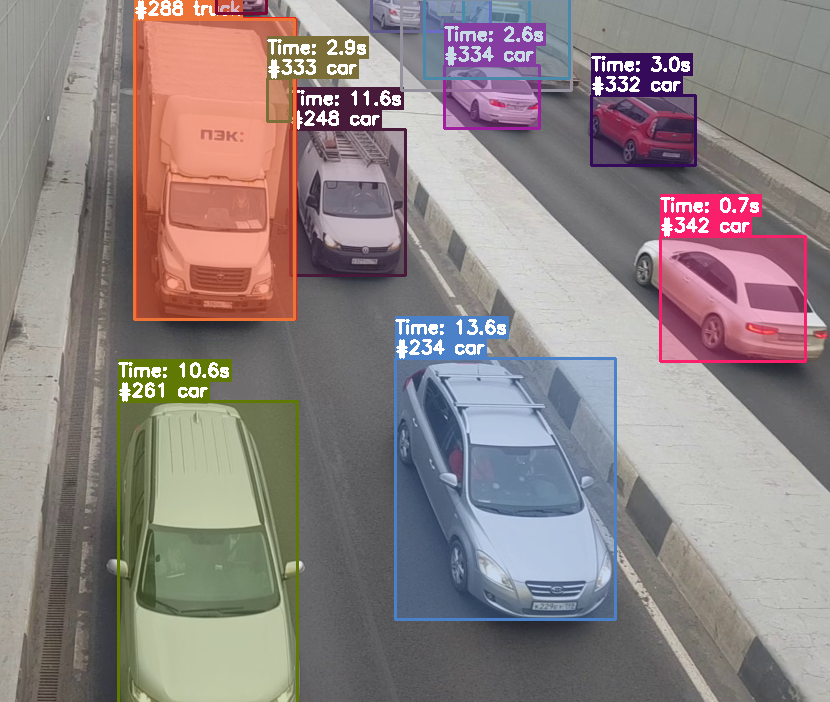 #288 truck
Time: 2.9s
#333 car
Time: 2.6s
#334 car
Time: 3.0s
#332 car
Time: 11.6s
#248 car
ПЭК:
Time: 0.7s
#342 car
Time: 13.6s
#234 car
Time: 10.6s
#261 car